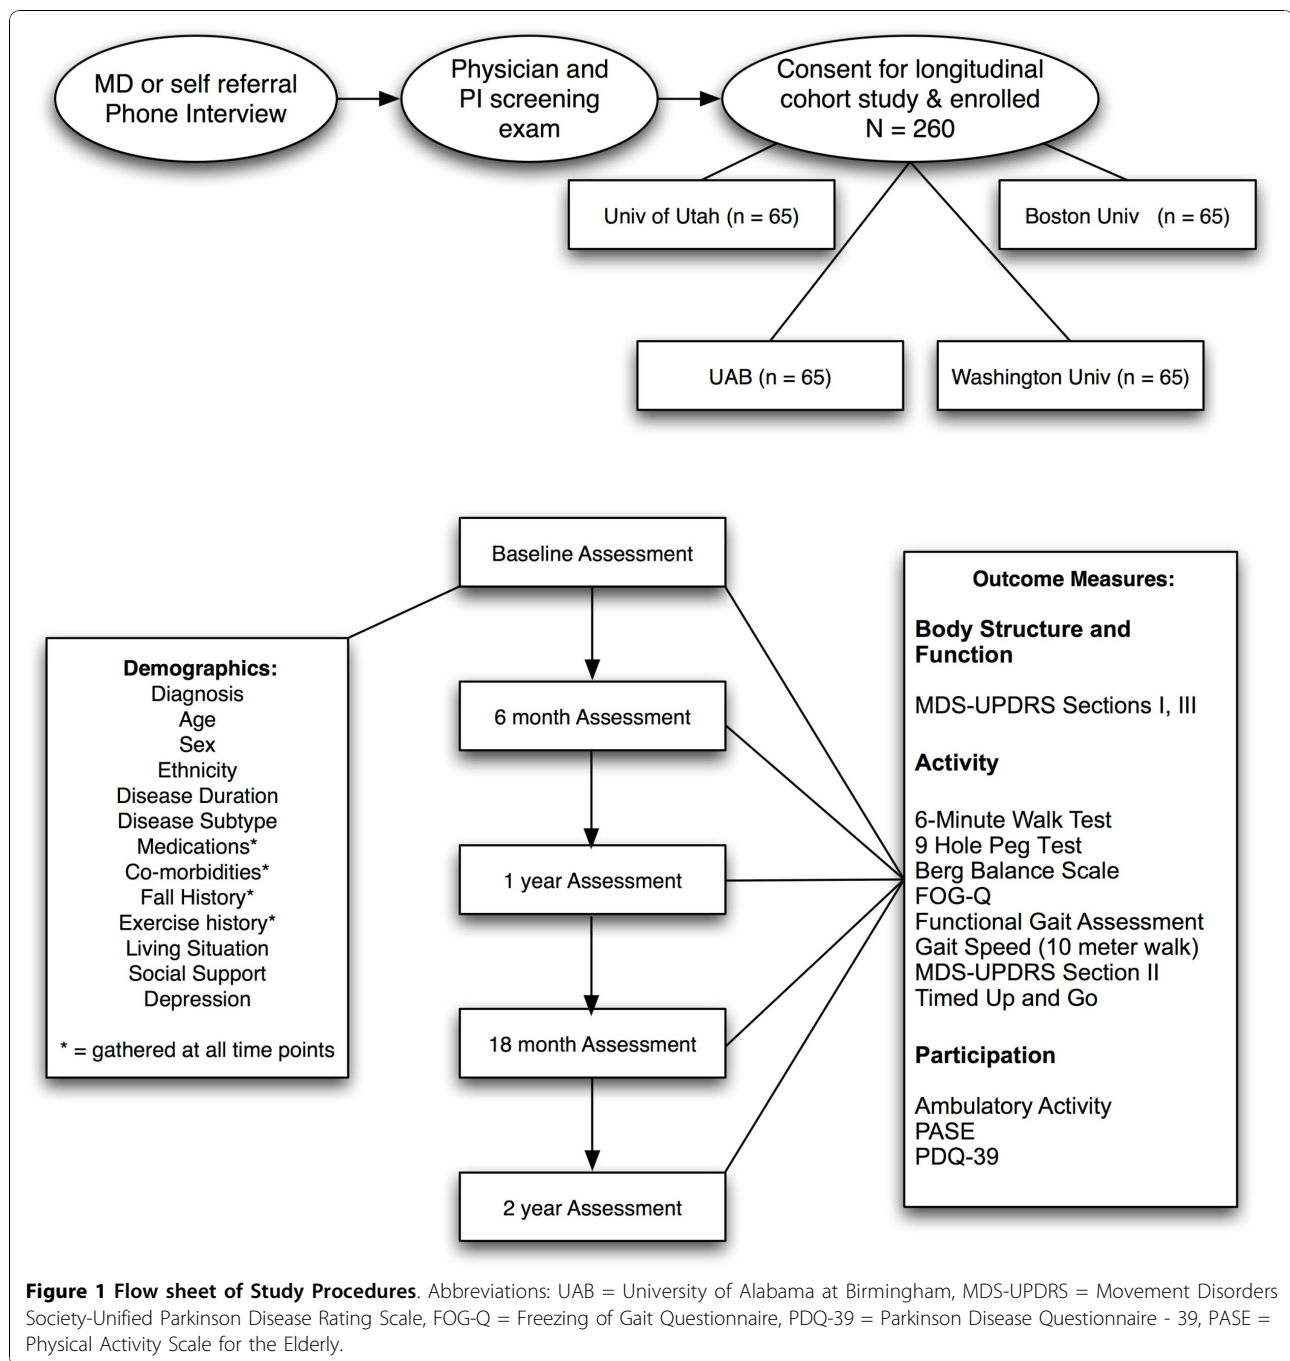 MD or self referral
Phone Interview
Physician and
PI screening
exam
Consent for longitudinal
cohort study & enrolled
N = 260
Univ of Utah (n = 65)
Boston Univ (n = 65)
UAB (n = 65)
Washington Univ (n = 65)
Baseline Assessment
6 month Assessment
1 year Assessment
18 month Assessment
2 year Assessment
Demographics:
Diagnosis
Age
Sex
Ethnicity
Disease Duration
Disease Subtype
Medications*
Co-morbidities*
Fall History*
Exercise history*
Living Situation
Social Support
Depression
* = gathered at all time points
Outcome Measures:
Body Structure and
Function
MDS-UPDRS Sections I, III
Activity
6-Minute Walk Test
9 Hole Peg Test
Berg Balance Scale
FOG-Q
Functional Gait Assessment
Gait Speed (10 meter walk)
MDS-UPDRS Section II
Timed Up and Go
Participation
Ambulatory Activity
PASE
PDQ-39
Figure 1 Flow sheet of Study Procedures. Abbreviations: UAB = University of Alabama at Birmingham, MDS-UPDRS = Movement Disorders
Society-Unified Parkinson Disease Rating Scale, FOG-Q = Freezing of Gait Questionnaire, PDQ-39 = Parkinson Disease Questionnaire - 39, PASE =
Physical Activity Scale for the Elderly.